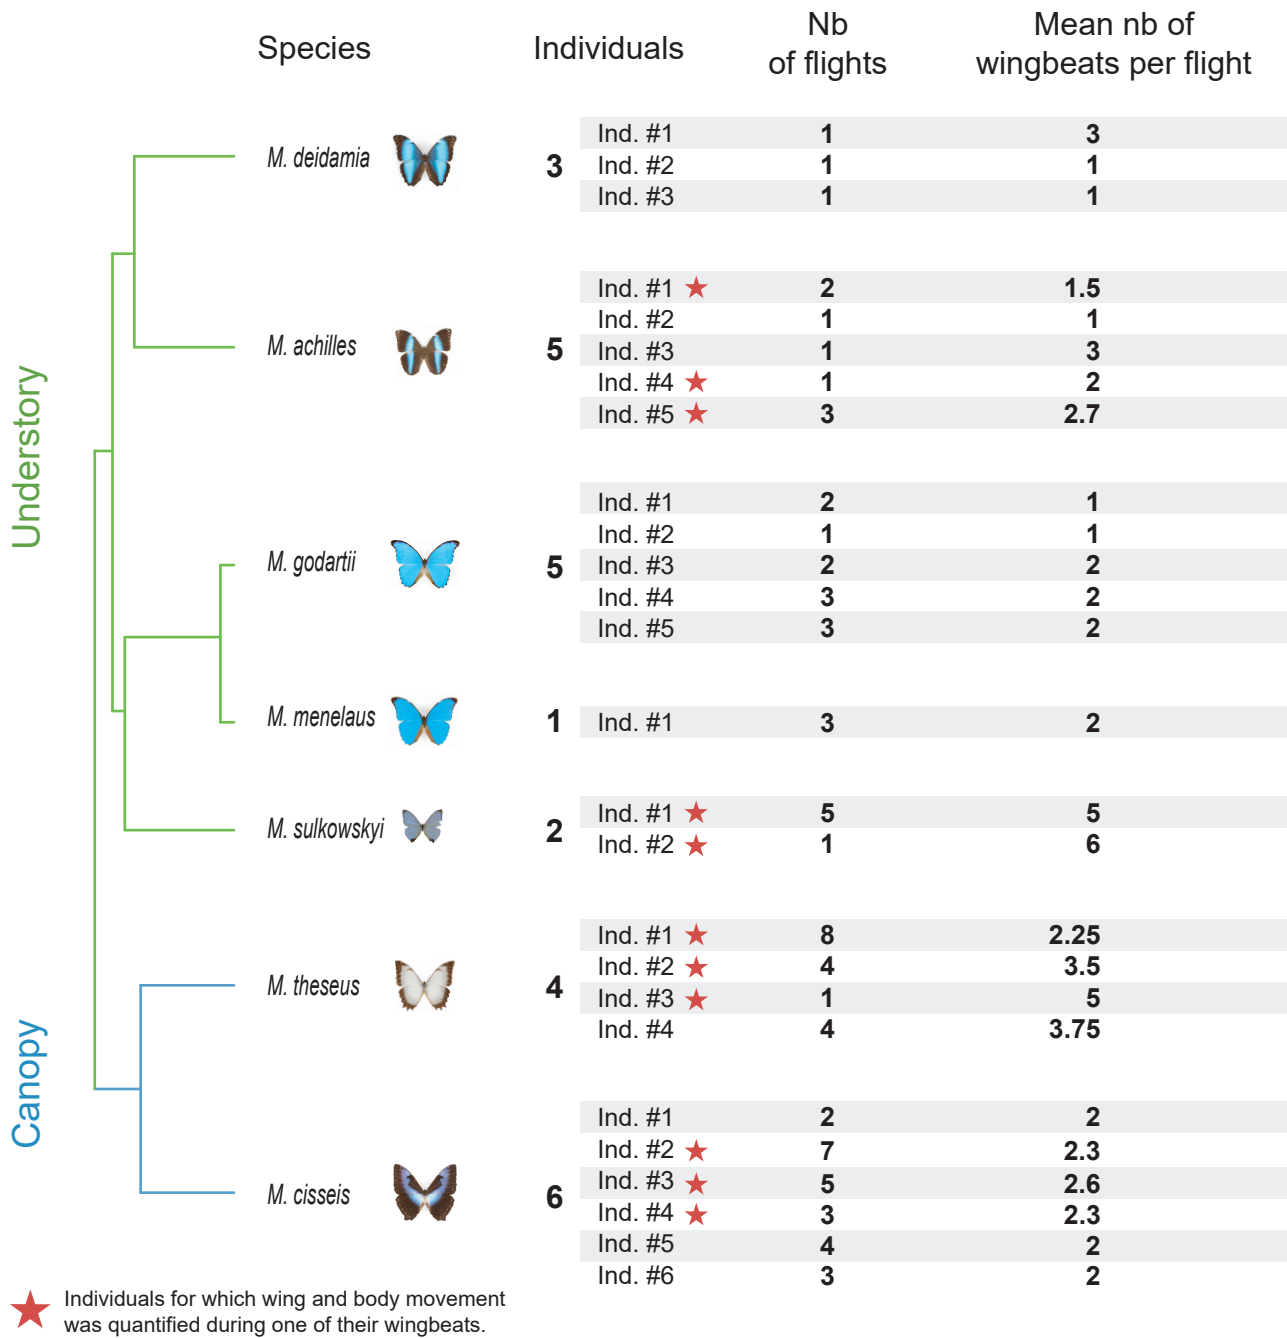 Species
Individuals
Nb
of flights
Mean nb of
wingbeats per flight
Understory
M. deidamia
3
Ind. #1 1 3
Ind. #2 1 1
Ind. #3 1 1
M. achilles
5
Ind. #1 2 1.5
Ind. #2 1 1
Ind. #3 1 3
Ind. #4 1 2
Ind. #5 3 2.7
M. godartii
5
Ind. #1 2 1
Ind. #2 1 1
Ind. #3 2 2
Ind. #4 3 2
Ind. #5 3 2
M. menelaus
1
Ind. #1 3 2
M. sulkowskyi
2
Ind. #1 5 5
Ind. #2 1 6
Canopy
M. theseus
4
Ind. #1 8 2.25
Ind. #2 4 3.5
Ind. #3 1 5
Ind. #4 4 3.75
M. cisseis
6
Ind. #1 2 2
Ind. #2 7 2.3
Ind. #3 5 2.6
Ind. #4 3 2.3
Ind. #5 4 2
Ind. #6 3 2
Individuals for which wing and body movement
was quantified during one of their wingbeats.